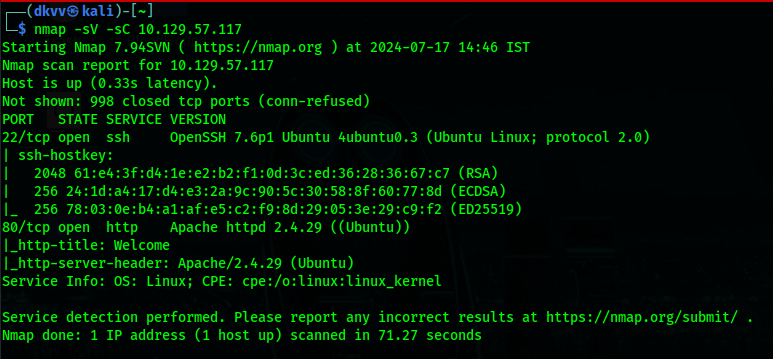 ┌──(dkvv㉿kali)-[~]
└─$ nmap -sV -sC 10.129.57.117
Starting Nmap 7.94SVN ( https://nmap.org ) at 2024-07-17 14:46 IST
Nmap scan report for 10.129.57.117
Host is up (0.33s latency).
Not shown: 998 closed tcp ports (conn-refused)
PORT   STATE SERVICE VERSION
22/tcp open  ssh     OpenSSH 7.6p1 Ubuntu 4ubuntu0.3 (Ubuntu Linux; protocol 2.0)
| ssh-hostkey:
|   2048 61:e4:3f:d4:1e:e2:b2:f1:0d:3c:ed:36:28:36:67:c7 (RSA)
|   256 24:1d:a4:17:d4:e3:2a:9c:90:5c:30:58:8f:60:77:8d (ECDSA)
|_  256 78:03:0e:b4:a1:af:e5:c2:f9:8d:29:05:3e:29:c9:f2 (ED25519)
80/tcp open  http    Apache httpd 2.4.29 ((Ubuntu))
|_http-title: Welcome
|_http-server-header: Apache/2.4.29 (Ubuntu)
Service Info: OS: Linux; CPE: cpe:/o:linux:linux_kernel

Service detection performed. Please report any incorrect results at https://nmap.org/submit/ .
Nmap done: 1 IP address (1 host up) scanned in 71.27 seconds